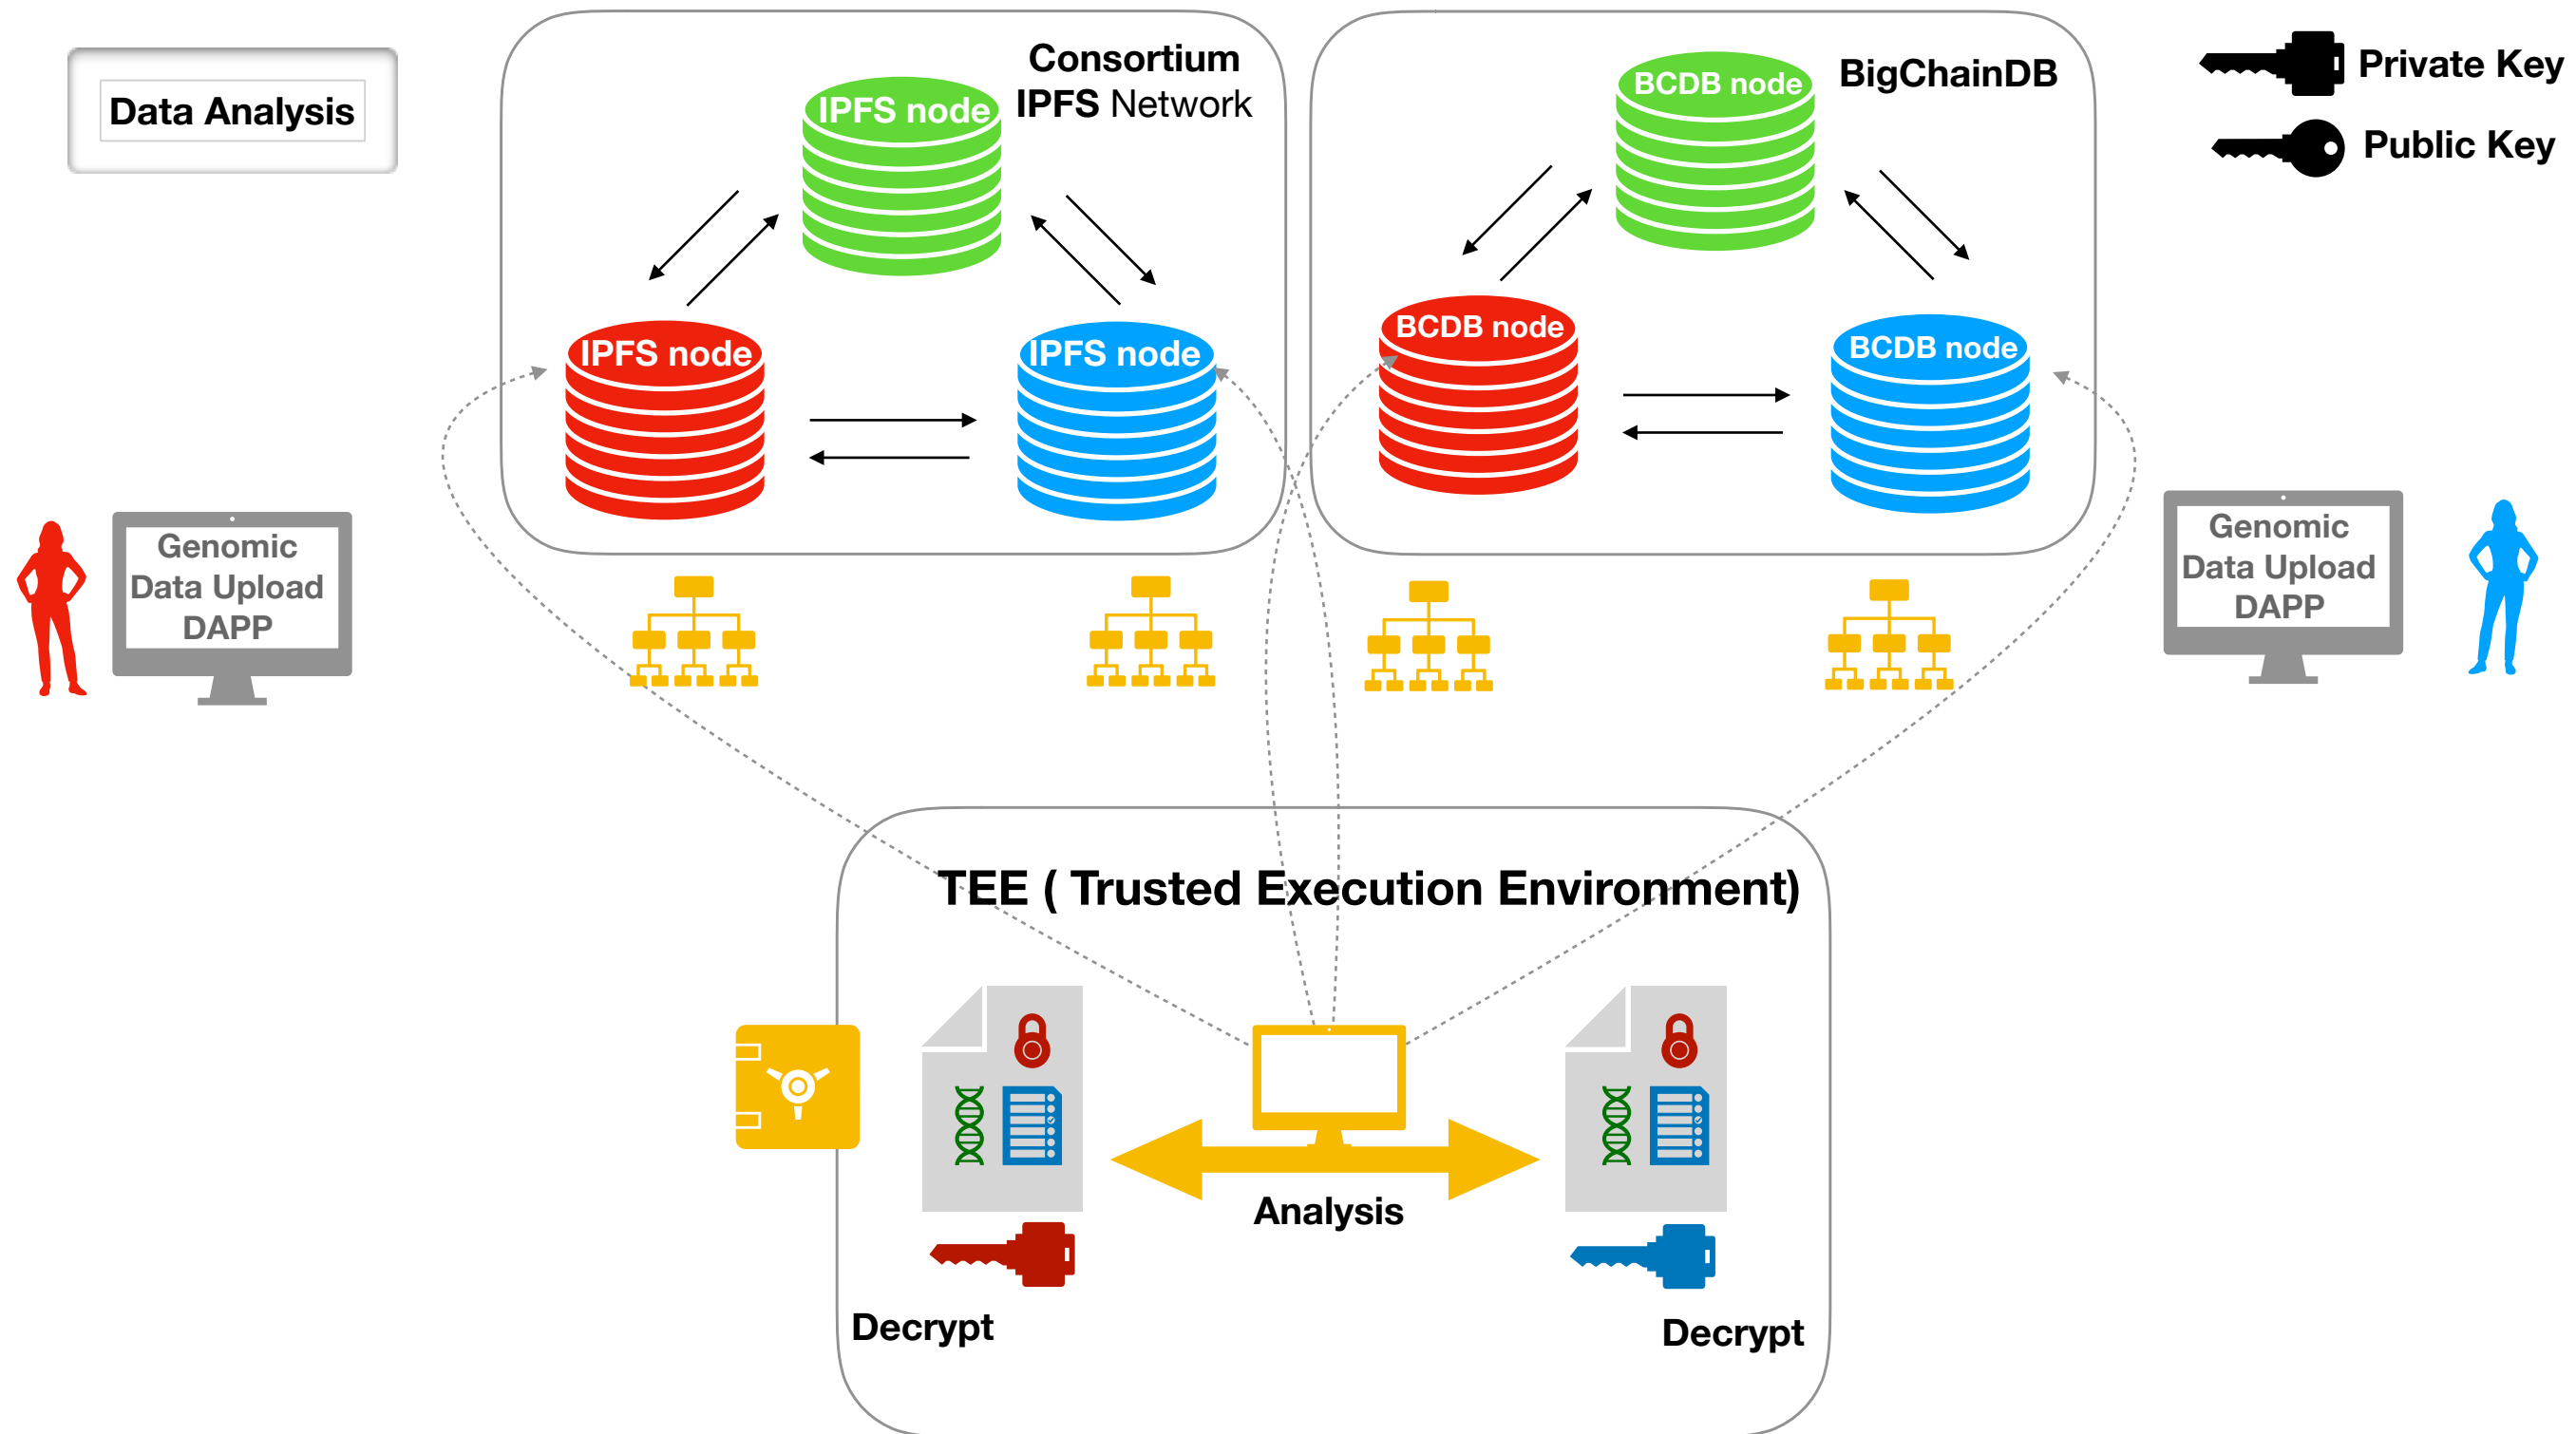 Data Analysis
Consortium
IPFS Network
IPFS node
IPFS node
IPFS node
BigChainDB
BCDB node
BCDB node
BCDB node
Private Key
Public Key
Genomic
Data Upload
DAPP
Genomic
Data Upload
DAPP
TEE ( Trusted Execution Environment)
Analysis
Decrypt
Decrypt